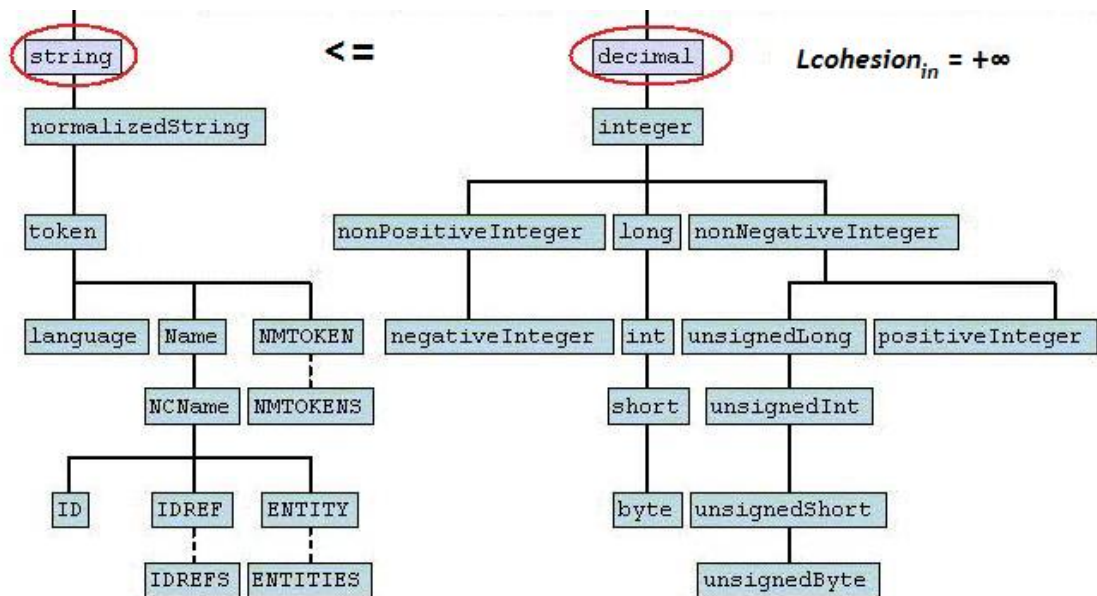 string <= decimal Lcohesion_in = +∞
normalizedString integer
token nonPositiveInteger long nonNegativeInteger
language Name NMTOKEN negativeInteger int unsignedLong positiveInteger
NCName NMTOKENS short unsignedInt
ID IDREF ENTITY byte unsignedShort
IDREFS ENTITIES unsignedByte